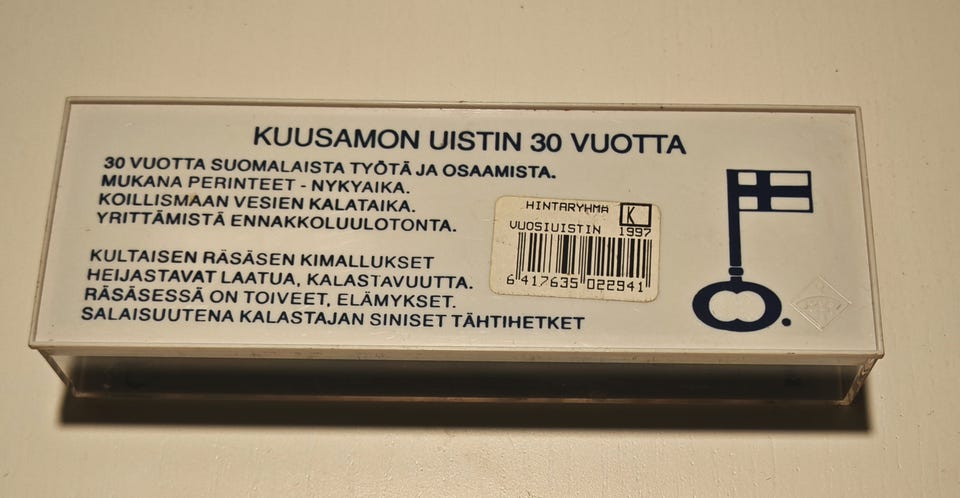 KUUSAMON UISTIN 30 VUOTTA
30 VUOTTA SUOMALAISTA TYÖTÄ JA OSAAMISTA.
MUKANA PERINTEET - NYKYAIKA.
KOILLISMAAN VESIEN KALATAIKA.
YRITTÄMISTÄ ENNAKKOLUULOTONTA.
KULTAISEN RÄSÄSEN KIMALLUKSET
HEIJASTAVAT LAATUA, KALASTAVUUTTA.
RÄSÄSESSÄ ON TOIVEET, ELÄMYKSET.
SALAISUUTENA KALASTAJAN SINISET TÄHTIHETKET
HINTARYHMA K
VUOSIUISTIN 1997
6 417635 022941